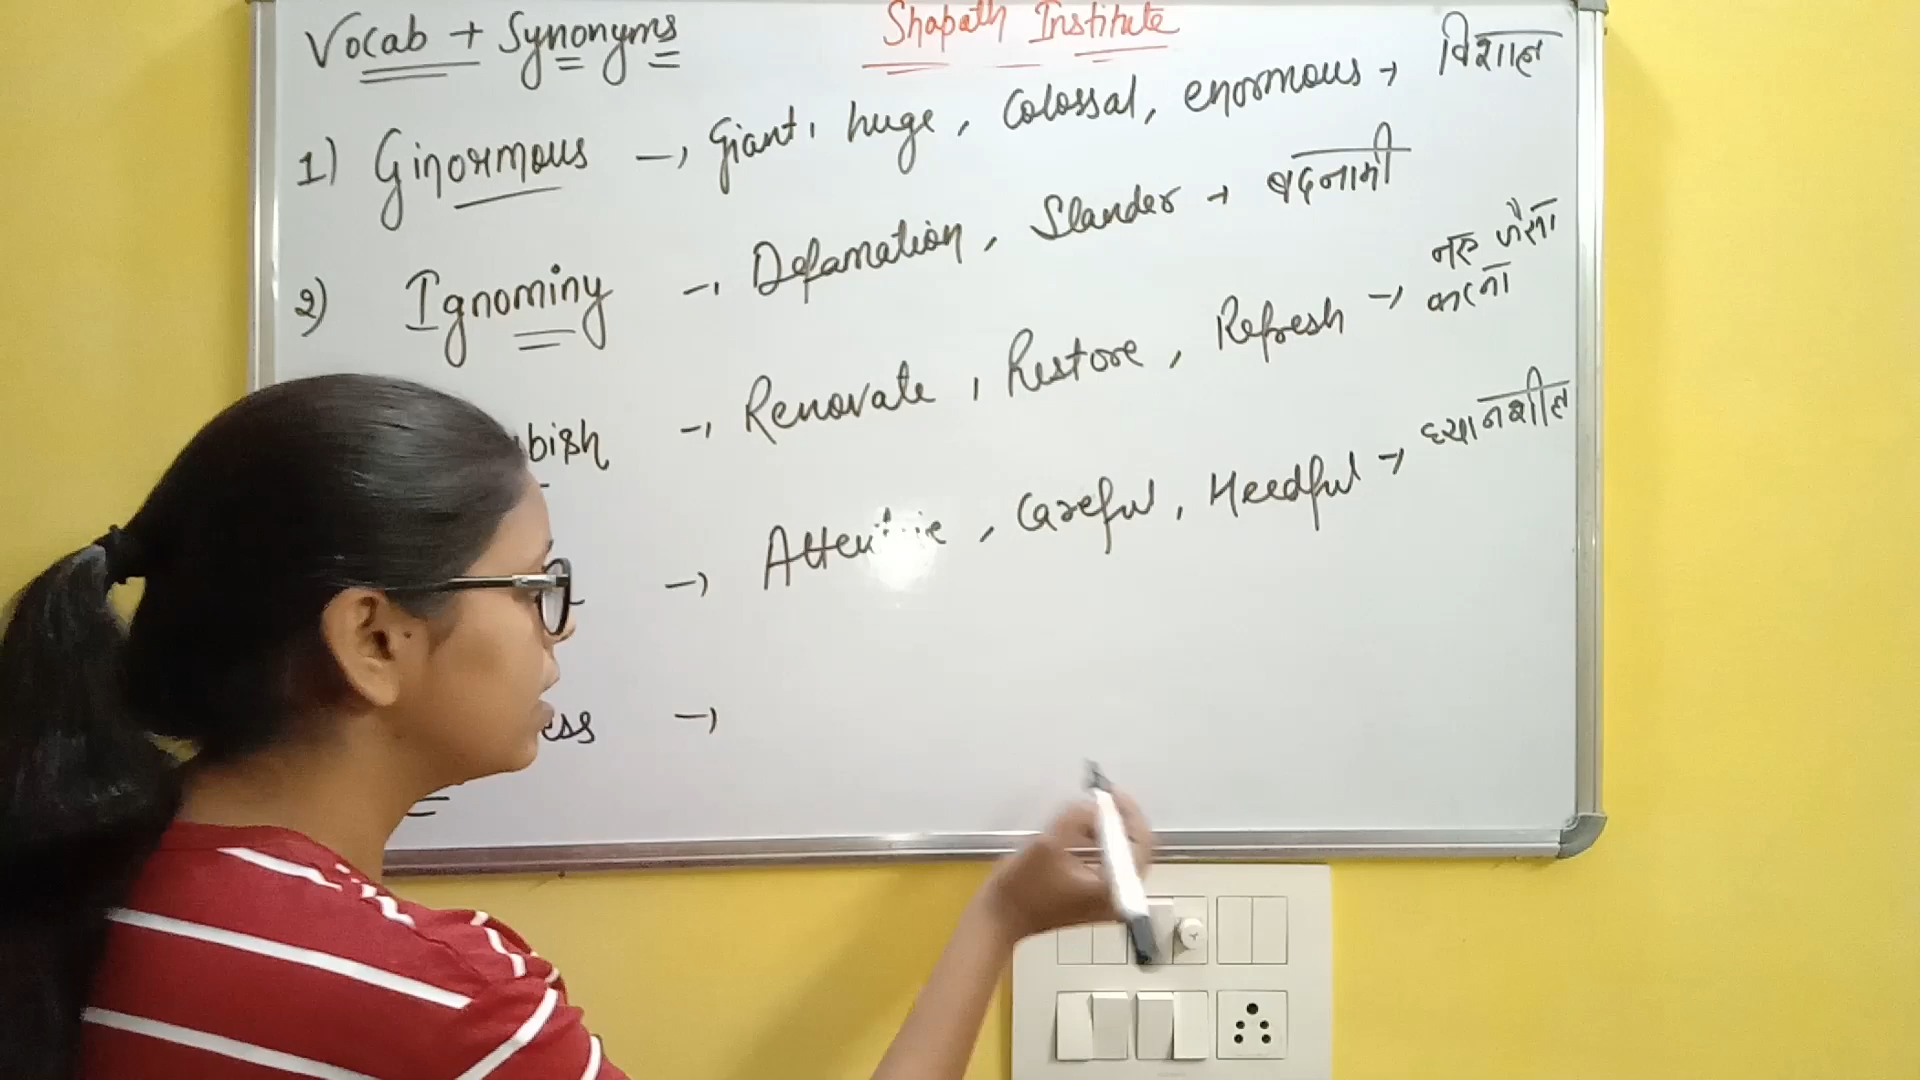 Vocab + Synonyms
Shapath Institute
1) Ginormous → Giant, huge, Colossal, enormous → विशाल
2) Ignominy → Defamation, Slander → बदनामी
bish → Renovate, Restore, Refresh → नए जैसा करना
→ Attentive, Careful, Heedful → ध्यानशील
ess →